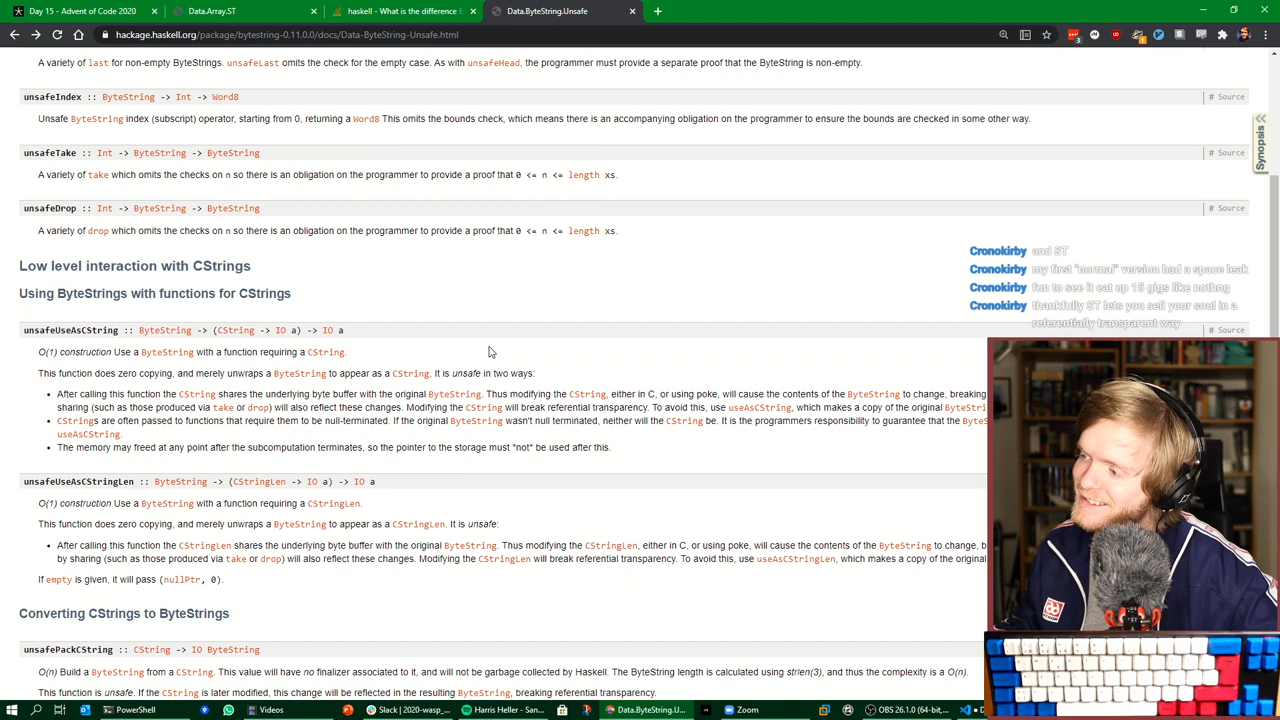 Day 15 - Advent of Code 2020
Data.Array.ST
haskell - What is the difference b
Data.ByteString.Unsafe
hackage.haskell.org/package/bytestring-0.11.0.0/docs/Data-ByteString-Unsafe.html
A variety of last for non-empty ByteStrings. unsafeLast omits the check for the empty case. As with unsafeHead, the programmer must provide a separate proof that the ByteString is non-empty.
unsafeIndex :: ByteString -> Int -> Word8
# Source
Unsafe ByteString index (subscript) operator, starting from 0, returning a Word8 This omits the bounds check, which means there is an accompanying obligation on the programmer to ensure the bounds are checked in some other way.
Synopsis
unsafeTake :: Int -> ByteString -> ByteString
# Source
A variety of take which omits the checks on n so there is an obligation on the programmer to provide a proof that 0 <= n <= length xs.
unsafeDrop :: Int -> ByteString -> ByteString
# Source
A variety of drop which omits the checks on n so there is an obligation on the programmer to provide a proof that 0 <= n <= length xs.
Cronokirby and ST
Cronokirby my first "normal" version had a space leak
Cronokirby fun to see it eat up 15 gigs like nothng
Cronokirby thankfully ST lets you sell your soul in a
referentially transparent way
Low level interaction with CStrings
Using ByteStrings with functions for CStrings
unsafeUseAsCString :: ByteString -> (CString -> IO a) -> IO a
# Source
O(1) construction Use a ByteString with a function requiring a CString.
This function does zero copying, and merely unwraps a ByteString to appear as a CString. It is unsafe in two ways:
After calling this function the CString shares the underlying byte buffer with the original ByteString. Thus modifying the CString, either in C, or using poke, will cause the contents of the ByteString to change, breaking
sharing (such as those produced via take or drop) will also reflect these changes. Modifying the CString will break referential transparency. To avoid this, use useAsCString, which makes a copy of the original ByteStri
CStrings are often passed to functions that require them to be null-terminated. If the original ByteString wasn't null terminated, neither will the CString be. It is the programmers responsibility to guarantee that the Byte
useAsCString.
The memory may freed at any point after the subcomputation terminates, so the pointer to the storage must *not* be used after this.
unsafeUseAsCStringLen :: ByteString -> (CStringLen -> IO a) -> IO a
O(1) construction Use a ByteString with a function requiring a CStringLen.
This function does zero copying, and merely unwraps a ByteString to appear as a CStringLen. It is unsafe:
After calling this function the CStringLen shares the underlying byte buffer with the original ByteString. Thus modifying the CStringLen, either in C, or using poke, will cause the contents of the ByteString to change, b
by sharing (such as those produced via take or drop) will also reflect these changes. Modifying the CStringLen will break referential transparency. To avoid this, use useAsCStringLen, which makes a copy of the original
If empty is given, it will pass (nullPtr, 0).
Converting CStrings to ByteStrings
unsafePackCString :: CString -> IO ByteString
O(n) Build a ByteString from a CString. This value will have no finalizer associated to it, and will not be garbage collected by Haskell. The ByteString length is calculated using strlen(3), and thus the complexity is a O(n).
This function is unsafe. If the CString is later modified, this change will be reflected in the resulting ByteString, breaking referential transparency.
PowerShell
Videos
Slack | 2020-wasp_...
Harris Heller - San...
Data.ByteString.U...
Zoom
OBS 26.1.0 (64-bit,...